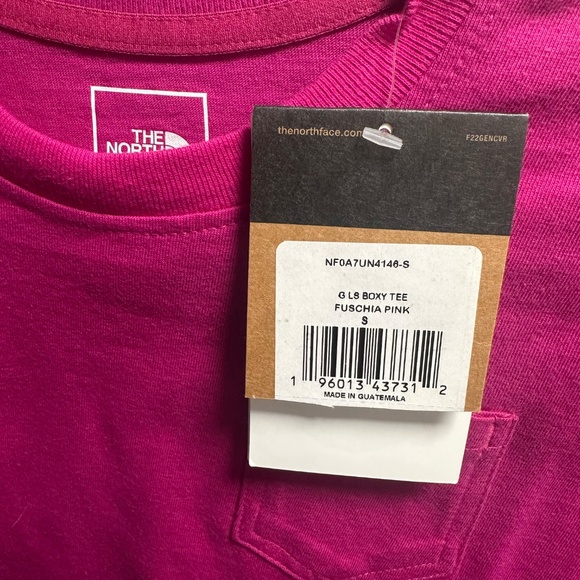 THE
NORTH
thenorthface.com
F22GENCVR
NF0A7UN4146-S
G LS BOXY TEE
FUSCHIA PINK
S
1 96013 43731 2
MADE IN GUATEMALA